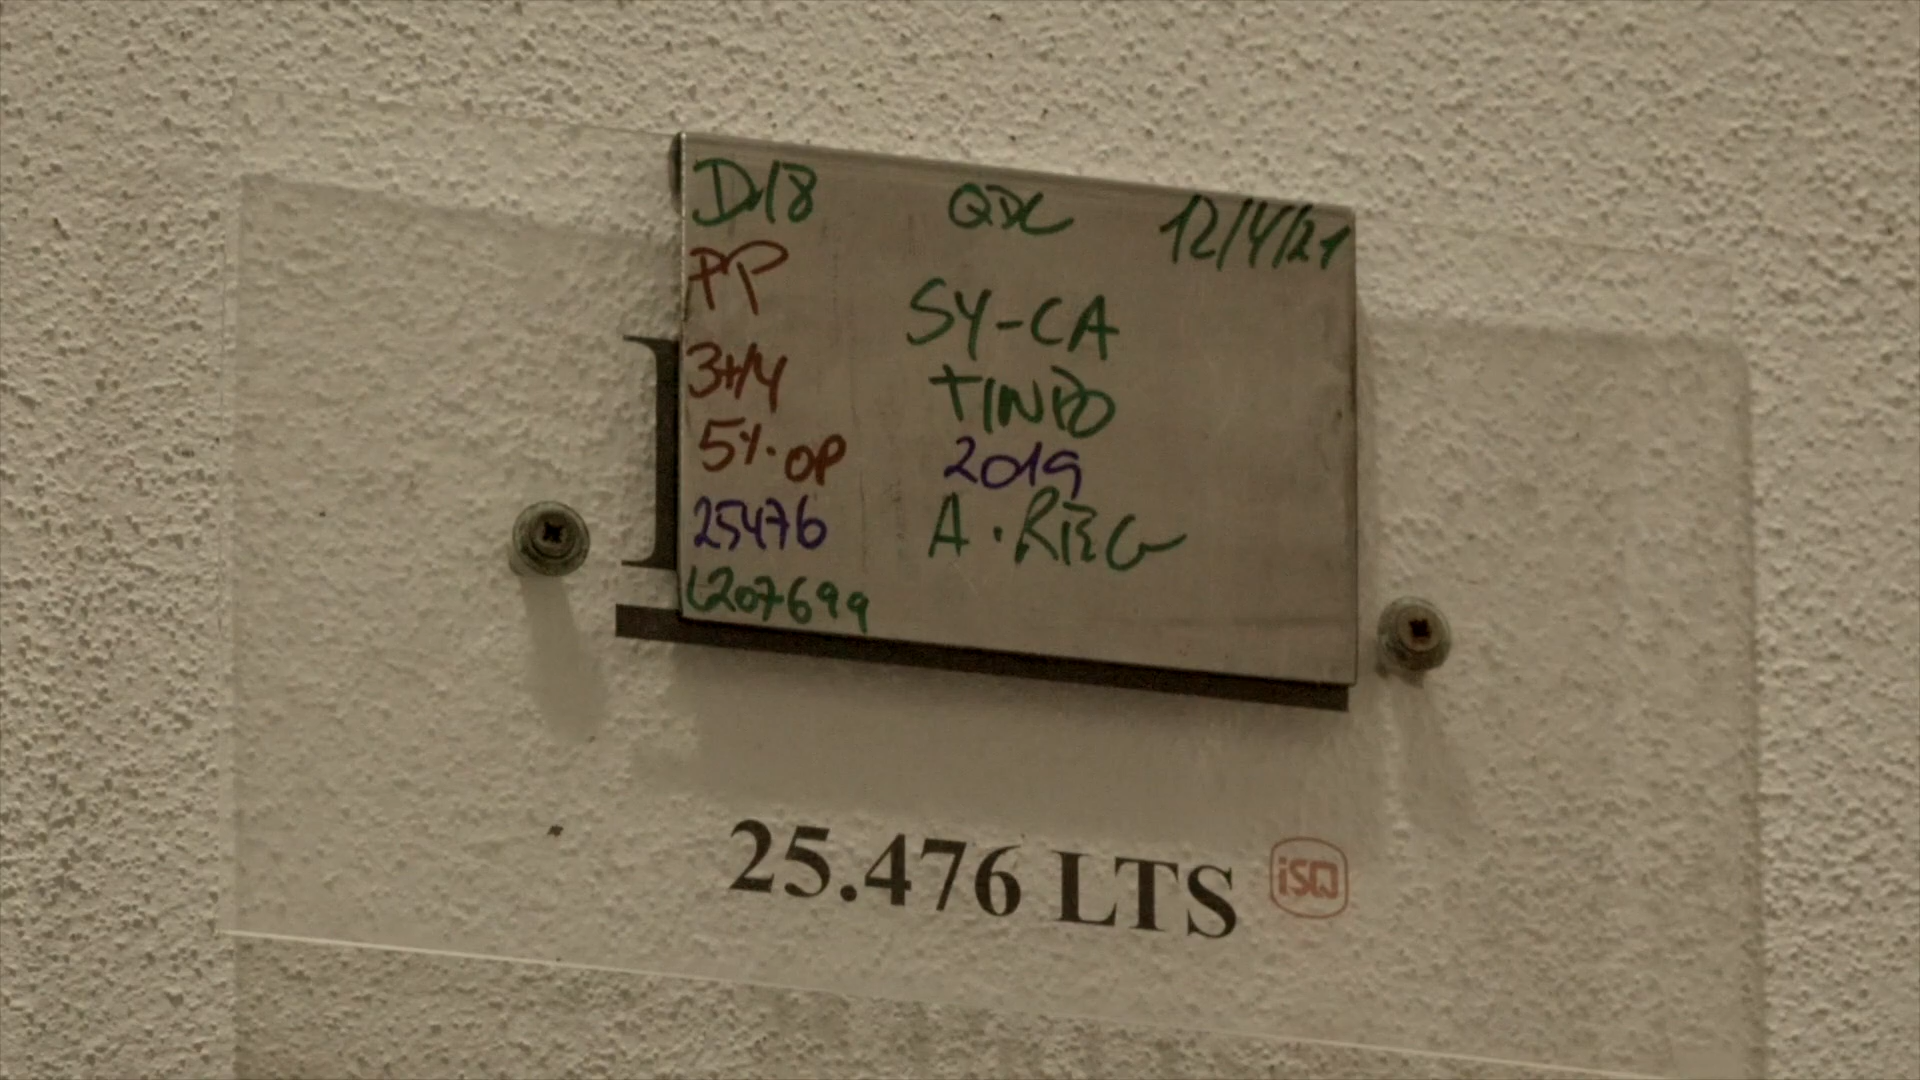 D18 QDC 12/4/21
PP
SY-CA
3+/4
TINTO
5%.OP
2019
25476
A.REG
L207699
25.476 LTS
iSQ